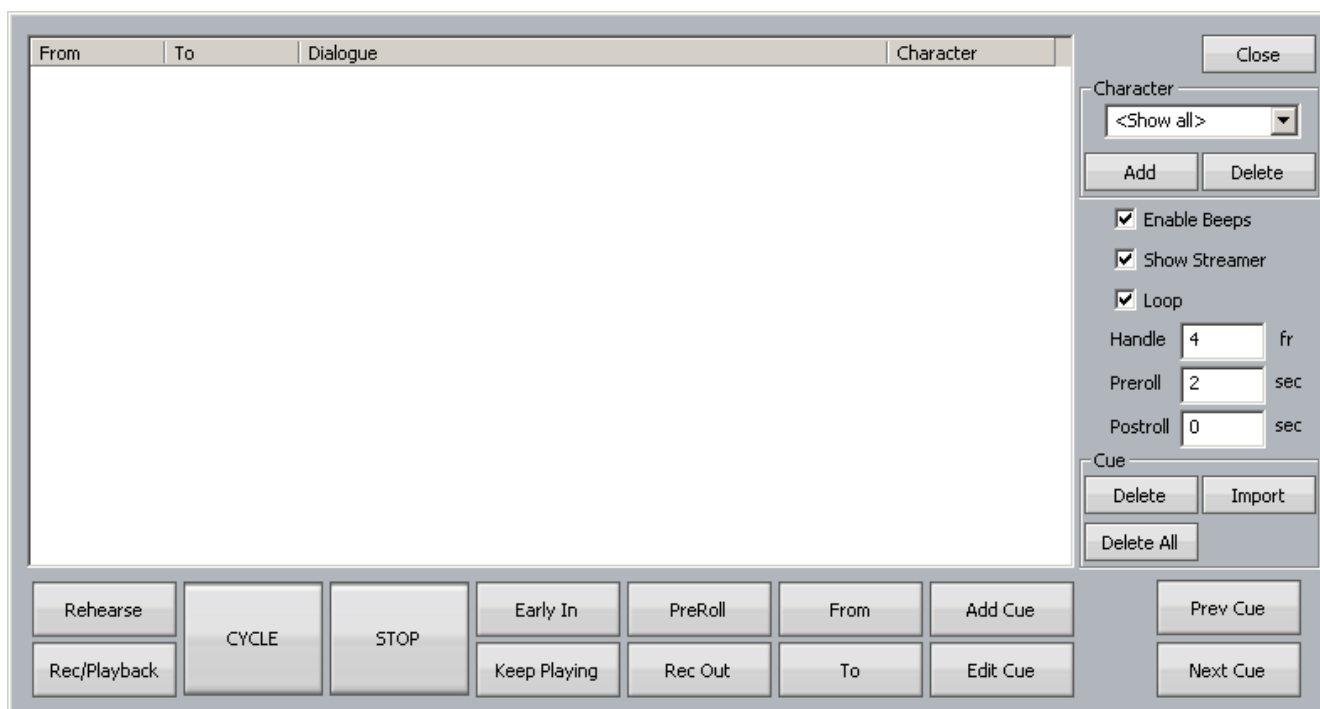 From To Dialogue Character
Close
Character
<Show all>
Add Delete
Enable Beeps
Show Streamer
Loop
Handle 4 fr
Preroll 2 sec
Postroll 0 sec
Cue
Delete Import
Delete All
Rehearse CYCLE STOP Early In PreRoll From Add Cue Prev Cue
Rec/Playback Keep Playing Rec Out To Edit Cue Next Cue